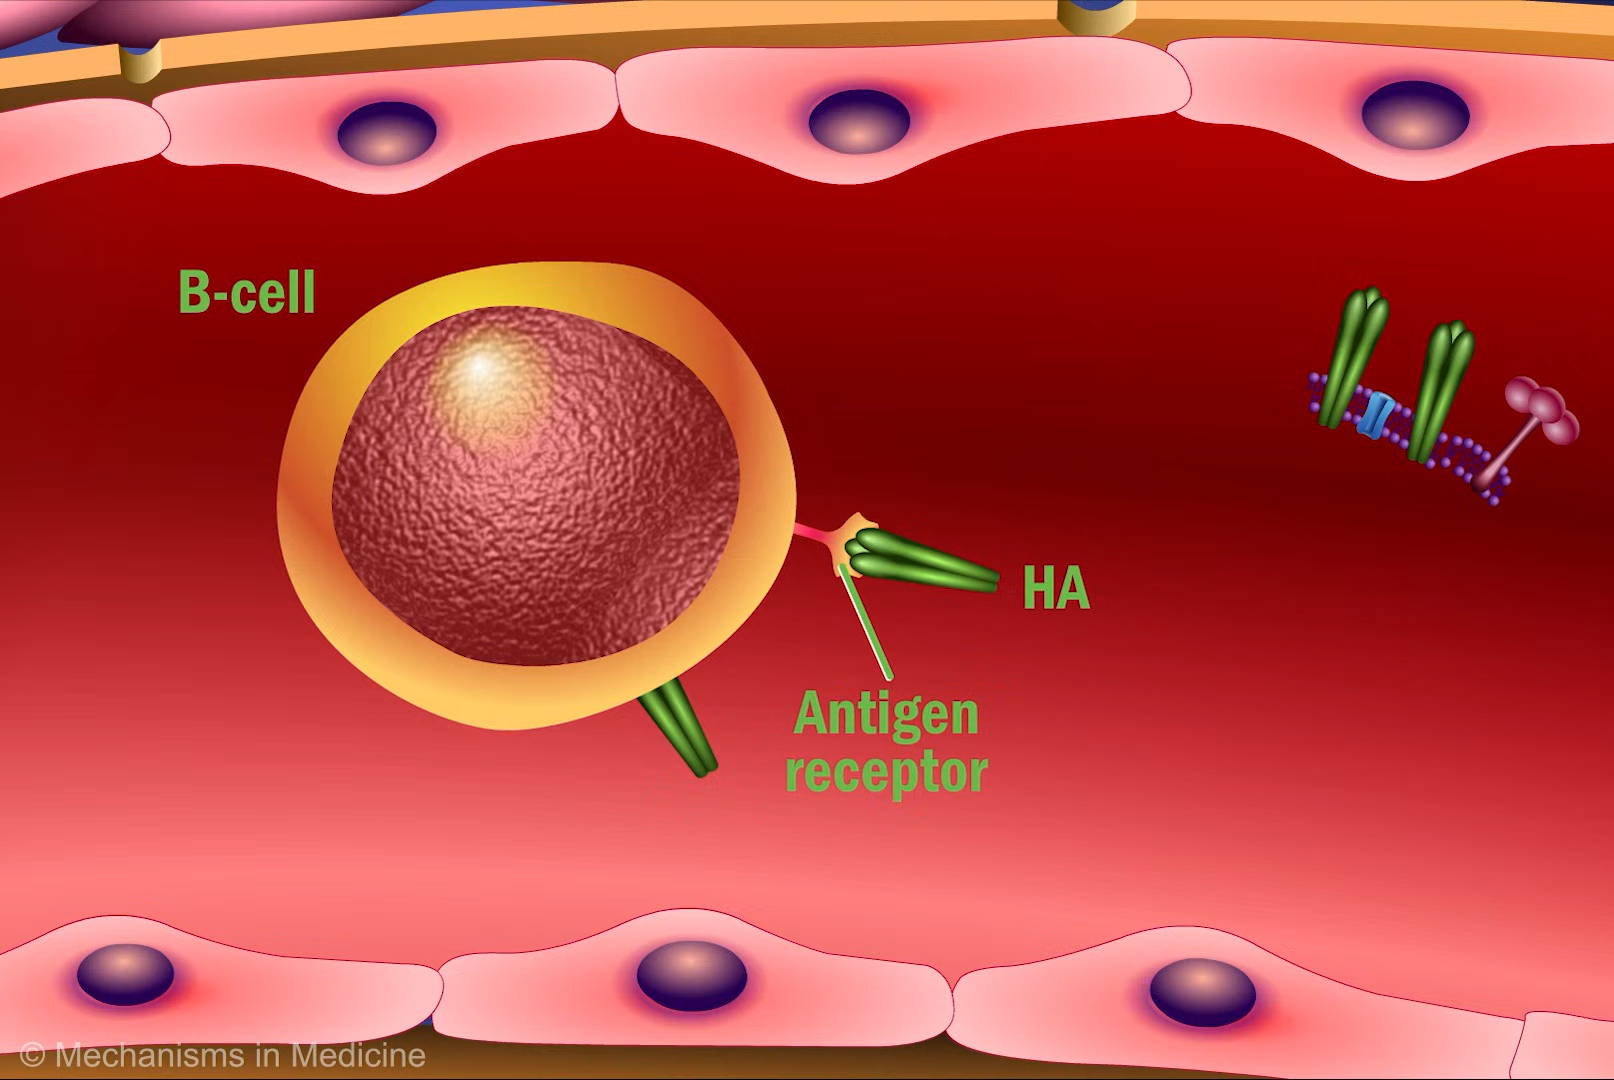 B-cell
HA
Antigen
receptor
© Mechanisms in Medicine